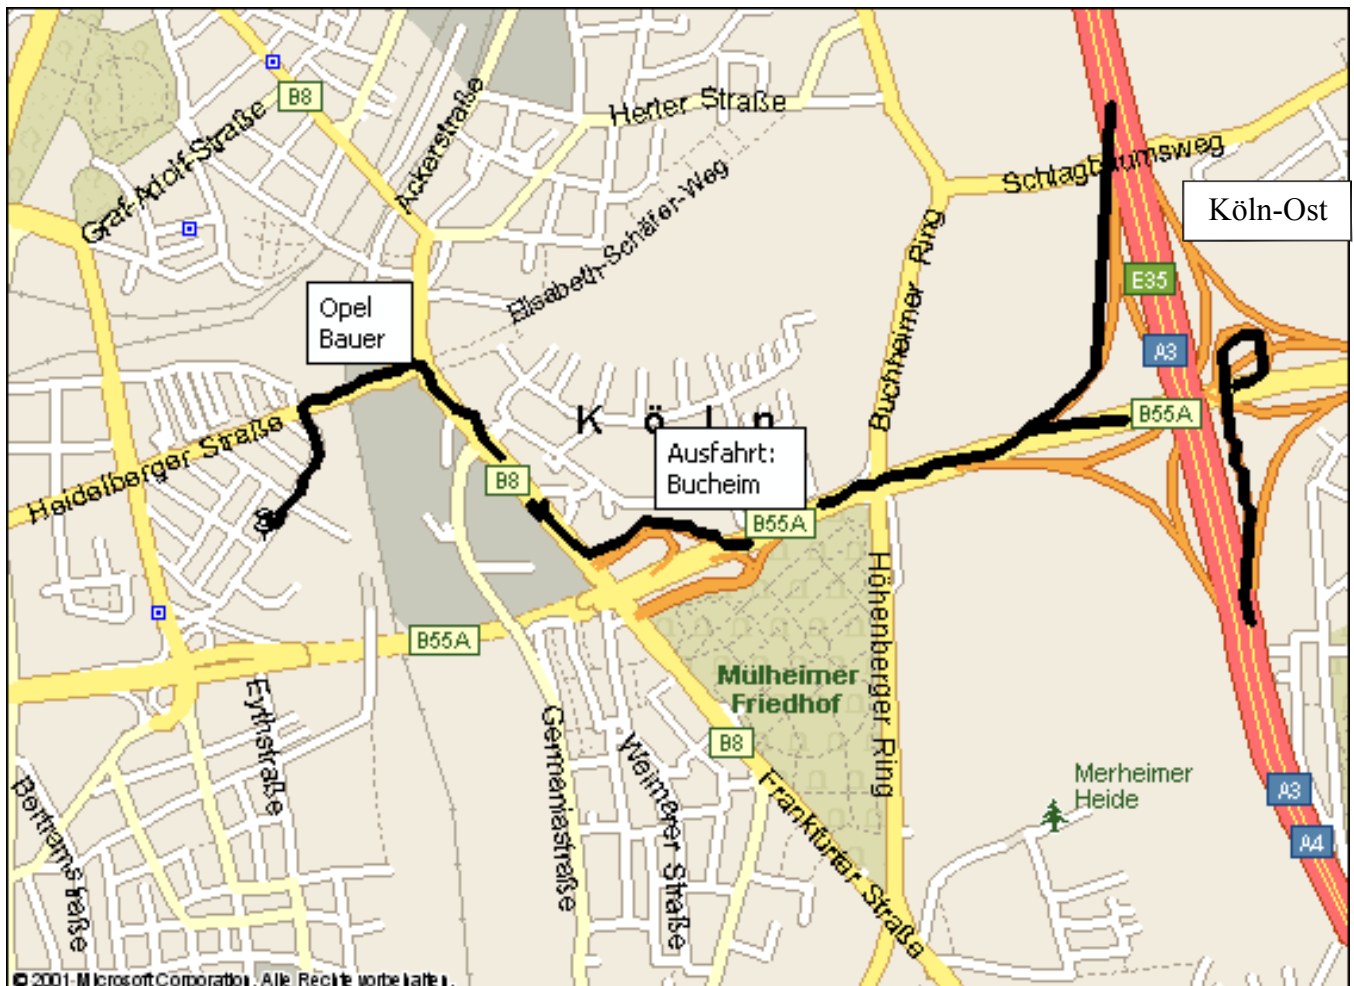 B8
Herler Straße
Ackerstraße
Graf-Adolf-Straße
Schlagbaumsweg
Köln-Ost
Elisabeth-Schäfer-Weg
Buchheimer Ring
E35
Opel
Bauer
A3
B55A
Köln
Heidelberger Straße
Ausfahrt:
Bucheim
B8
B55A
Höhenberger Ring
B55A
Mülheimer
Friedhof
Eythstraße
Germaniastraße
Weimarer Straße
B8
Frankfurter Straße
Merheimer
Heide
A3
A4
Bertramstraße
© 2001 Microsoft Corporation. Alle Rechte vorbehalten.